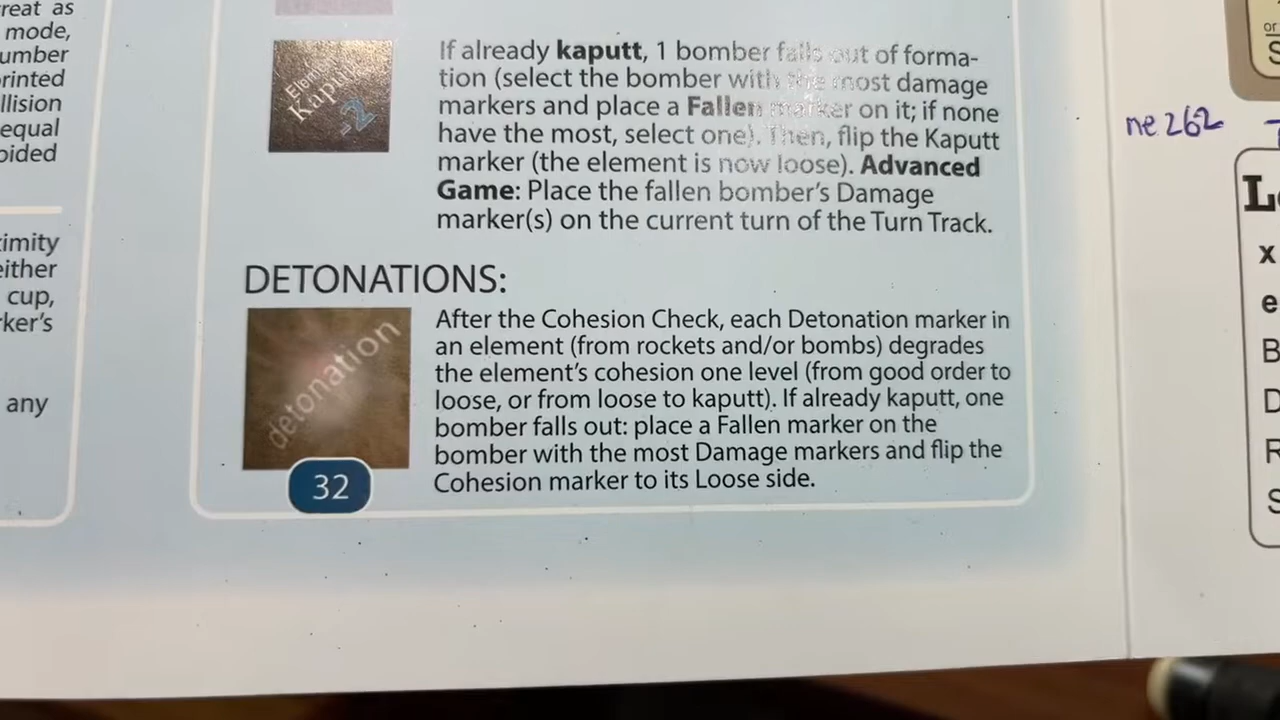 reat as
mode,
umber
rinted
llision
equal
oided
imity
either
cup,
ker's
any
Kaputt
-2
If already kaputt, 1 bomber falls out of forma-
tion (select the bomber with the most damage
markers and place a Fallen marker on it; if none
have the most, select one). Then, flip the Kaputt
marker (the element is now loose). Advanced
Game: Place the fallen bomber's Damage
marker(s) on the current turn of the Turn Track.
DETONATIONS:
detonation
After the Cohesion Check, each Detonation marker in
an element (from rockets and/or bombs) degrades
the element's cohesion one level (from good order to
loose, or from loose to kaputt). If already kaputt, one
bomber falls out: place a Fallen marker on the
bomber with the most Damage markers and flip the
Cohesion marker to its Loose side.
32
or
S
ne 262
L
x
e
B
D
R
S